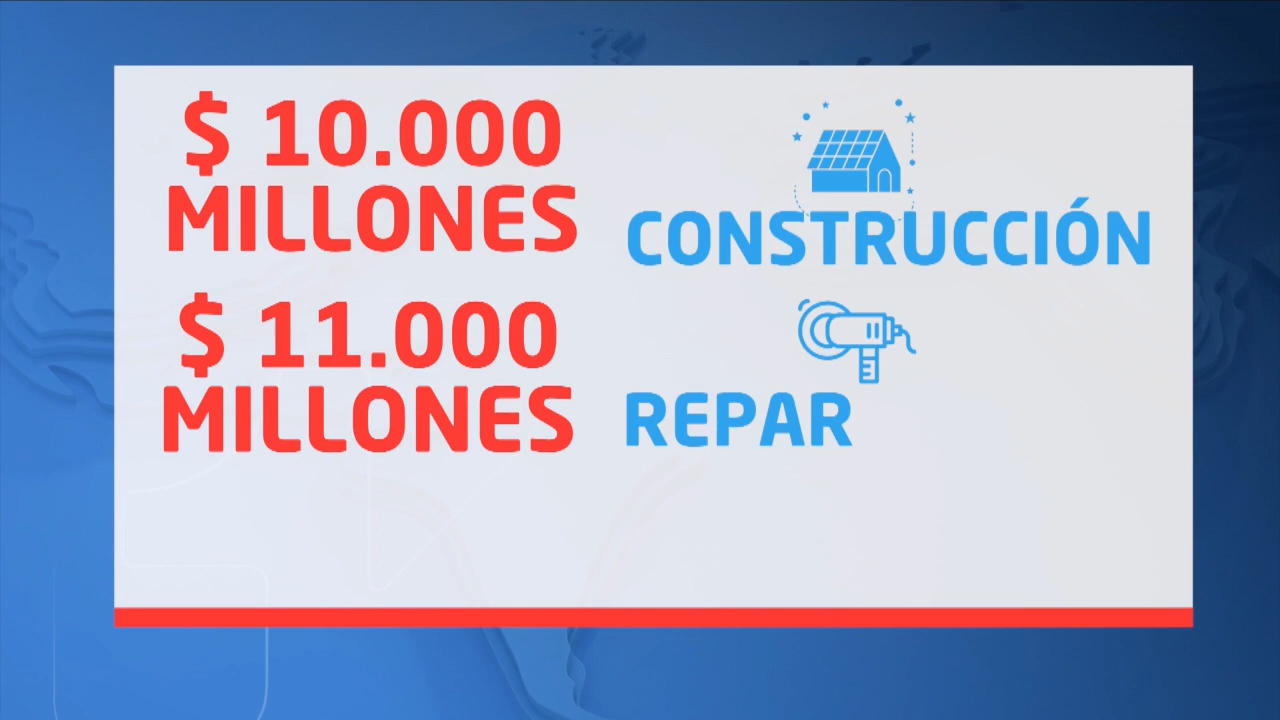 $ 10.000
MILLONES
CONSTRUCCIÓN
$ 11.000
MILLONES
REPAR